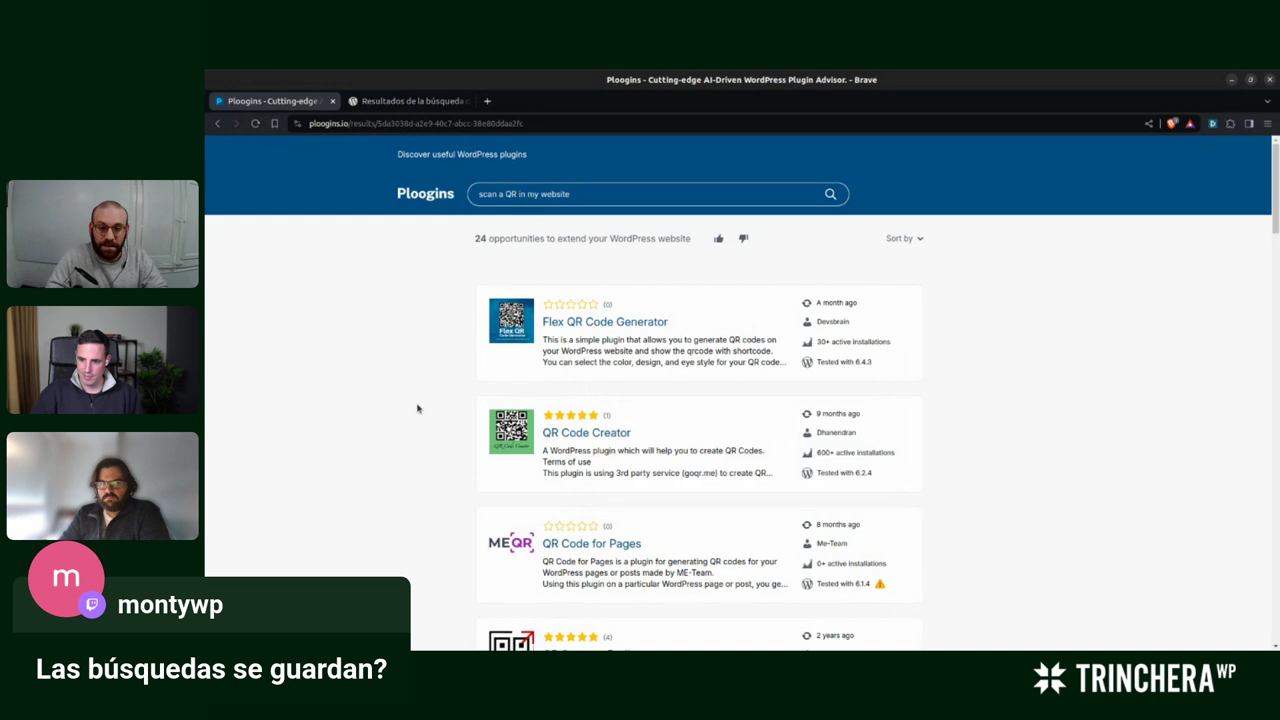 Ploogins - Cutting-edge AI-Driven WordPress Plugin Advisor. - Brave
Ploogins - Cutting-edge
Resultados de la búsqueda d
ploogins.io/results/5da3038d-a2e9-40c7-abcc-38e80ddaa2fc
Discover useful WordPress plugins
Ploogins
scan a QR in my website
24 opportunities to extend your WordPress website
Sort by
Flex QR Code
Generator
(0)
Flex QR Code Generator
This is a simple plugin that allows you to generate QR codes on
your WordPress website and show the qrcode with shortcode.
You can select the color, design, and eye style for your QR code...
A month ago
Devsbrain
30+ active installations
Tested with 6.4.3
QR Code Creator
(1)
QR Code Creator
A WordPress plugin which will help you to create QR Codes.
Terms of use
This plugin is using 3rd party service (goqr.me) to create QR...
9 months ago
Dhanendran
600+ active installations
Tested with 6.2.4
MEQR
(0)
QR Code for Pages
QR Code for Pages is a plugin for generating QR codes for your
WordPress pages or posts made by ME-Team.
Using this plugin on a particular WordPress page or post, you ge...
8 months ago
Me-Team
0+ active installations
Tested with 6.1.4
(4)
2 years ago
m
montywp
Las búsquedas se guardan?
TRINCHERA WP